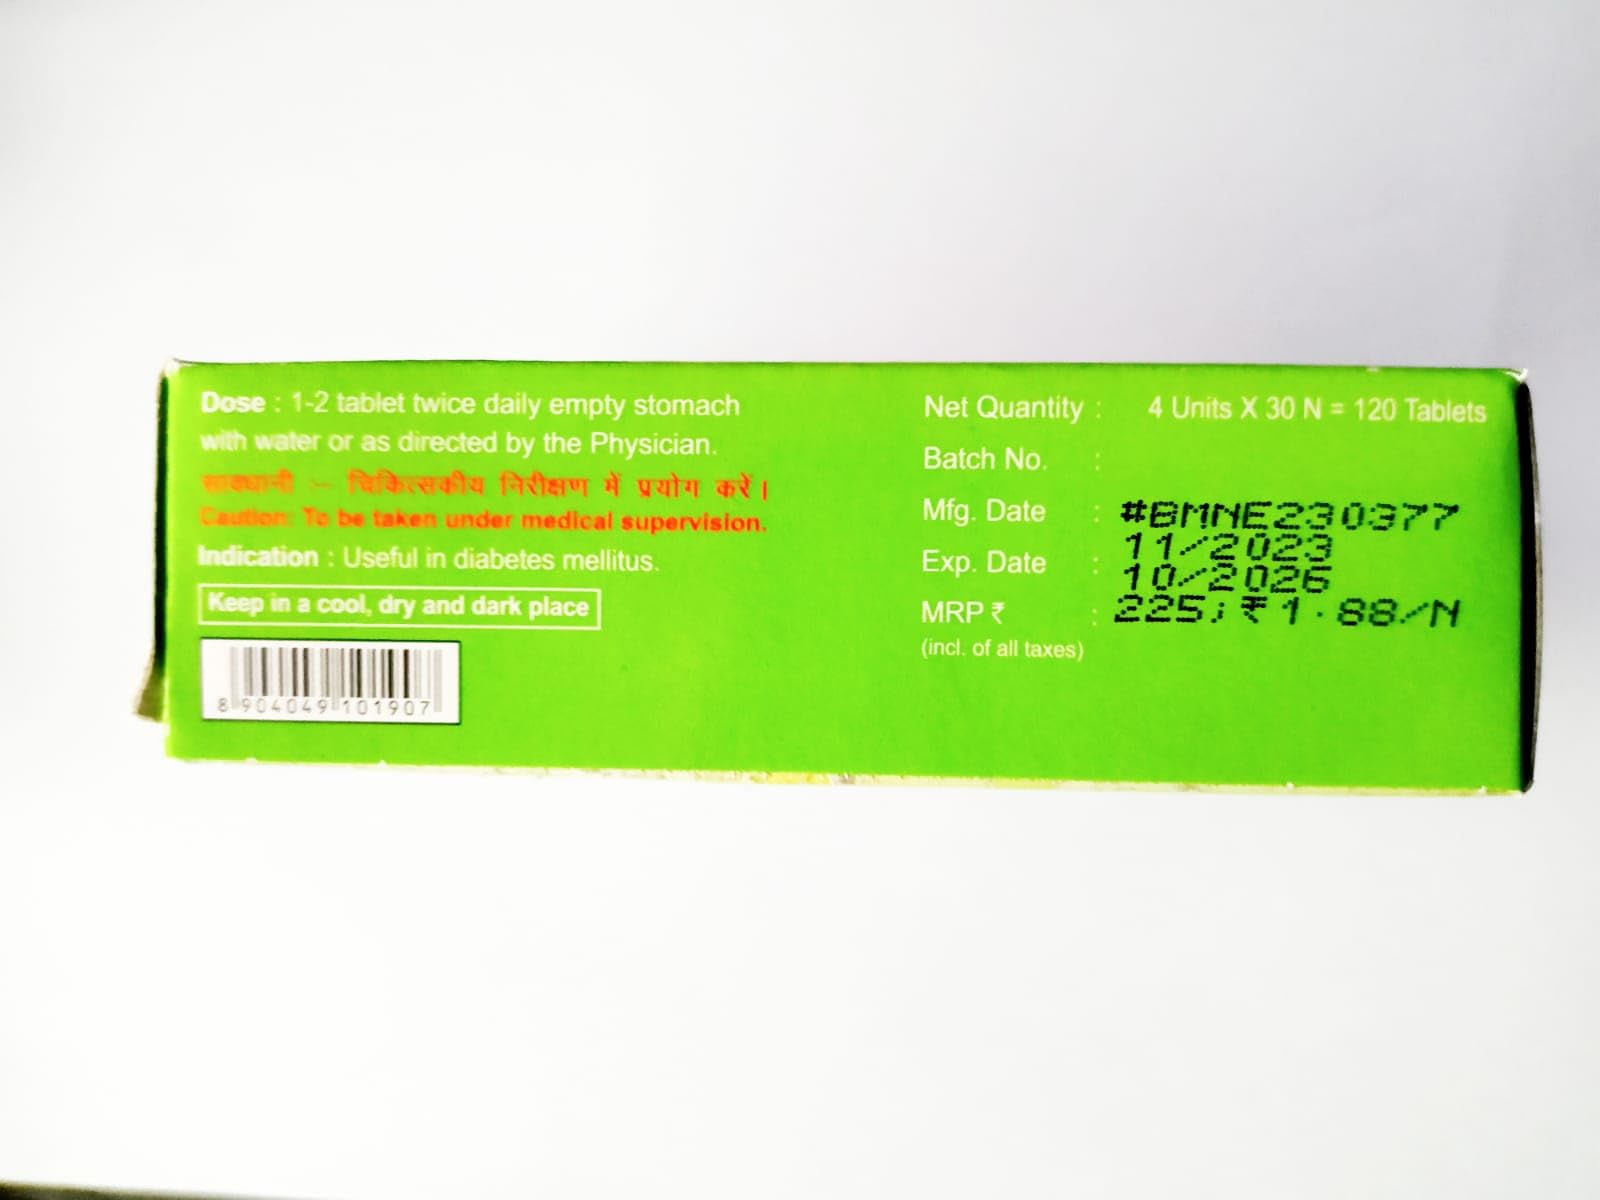 Dose : 1-2 tablet twice daily empty stomach
with water or as directed by the Physician.
सावधानी :– चिकित्सकीय निरीक्षण में प्रयोग करें।
Caution: To be taken under medical supervision.
Indication : Useful in diabetes mellitus.
Keep in a cool, dry and dark place
8 904049 101907
Net Quantity : 4 Units X 30 N = 120 Tablets
Batch No. :
Mfg. Date : #BMNE230377
11/2023
Exp. Date : 10/2026
MRP ₹ : 225;₹1.88/N
(incl. of all taxes)